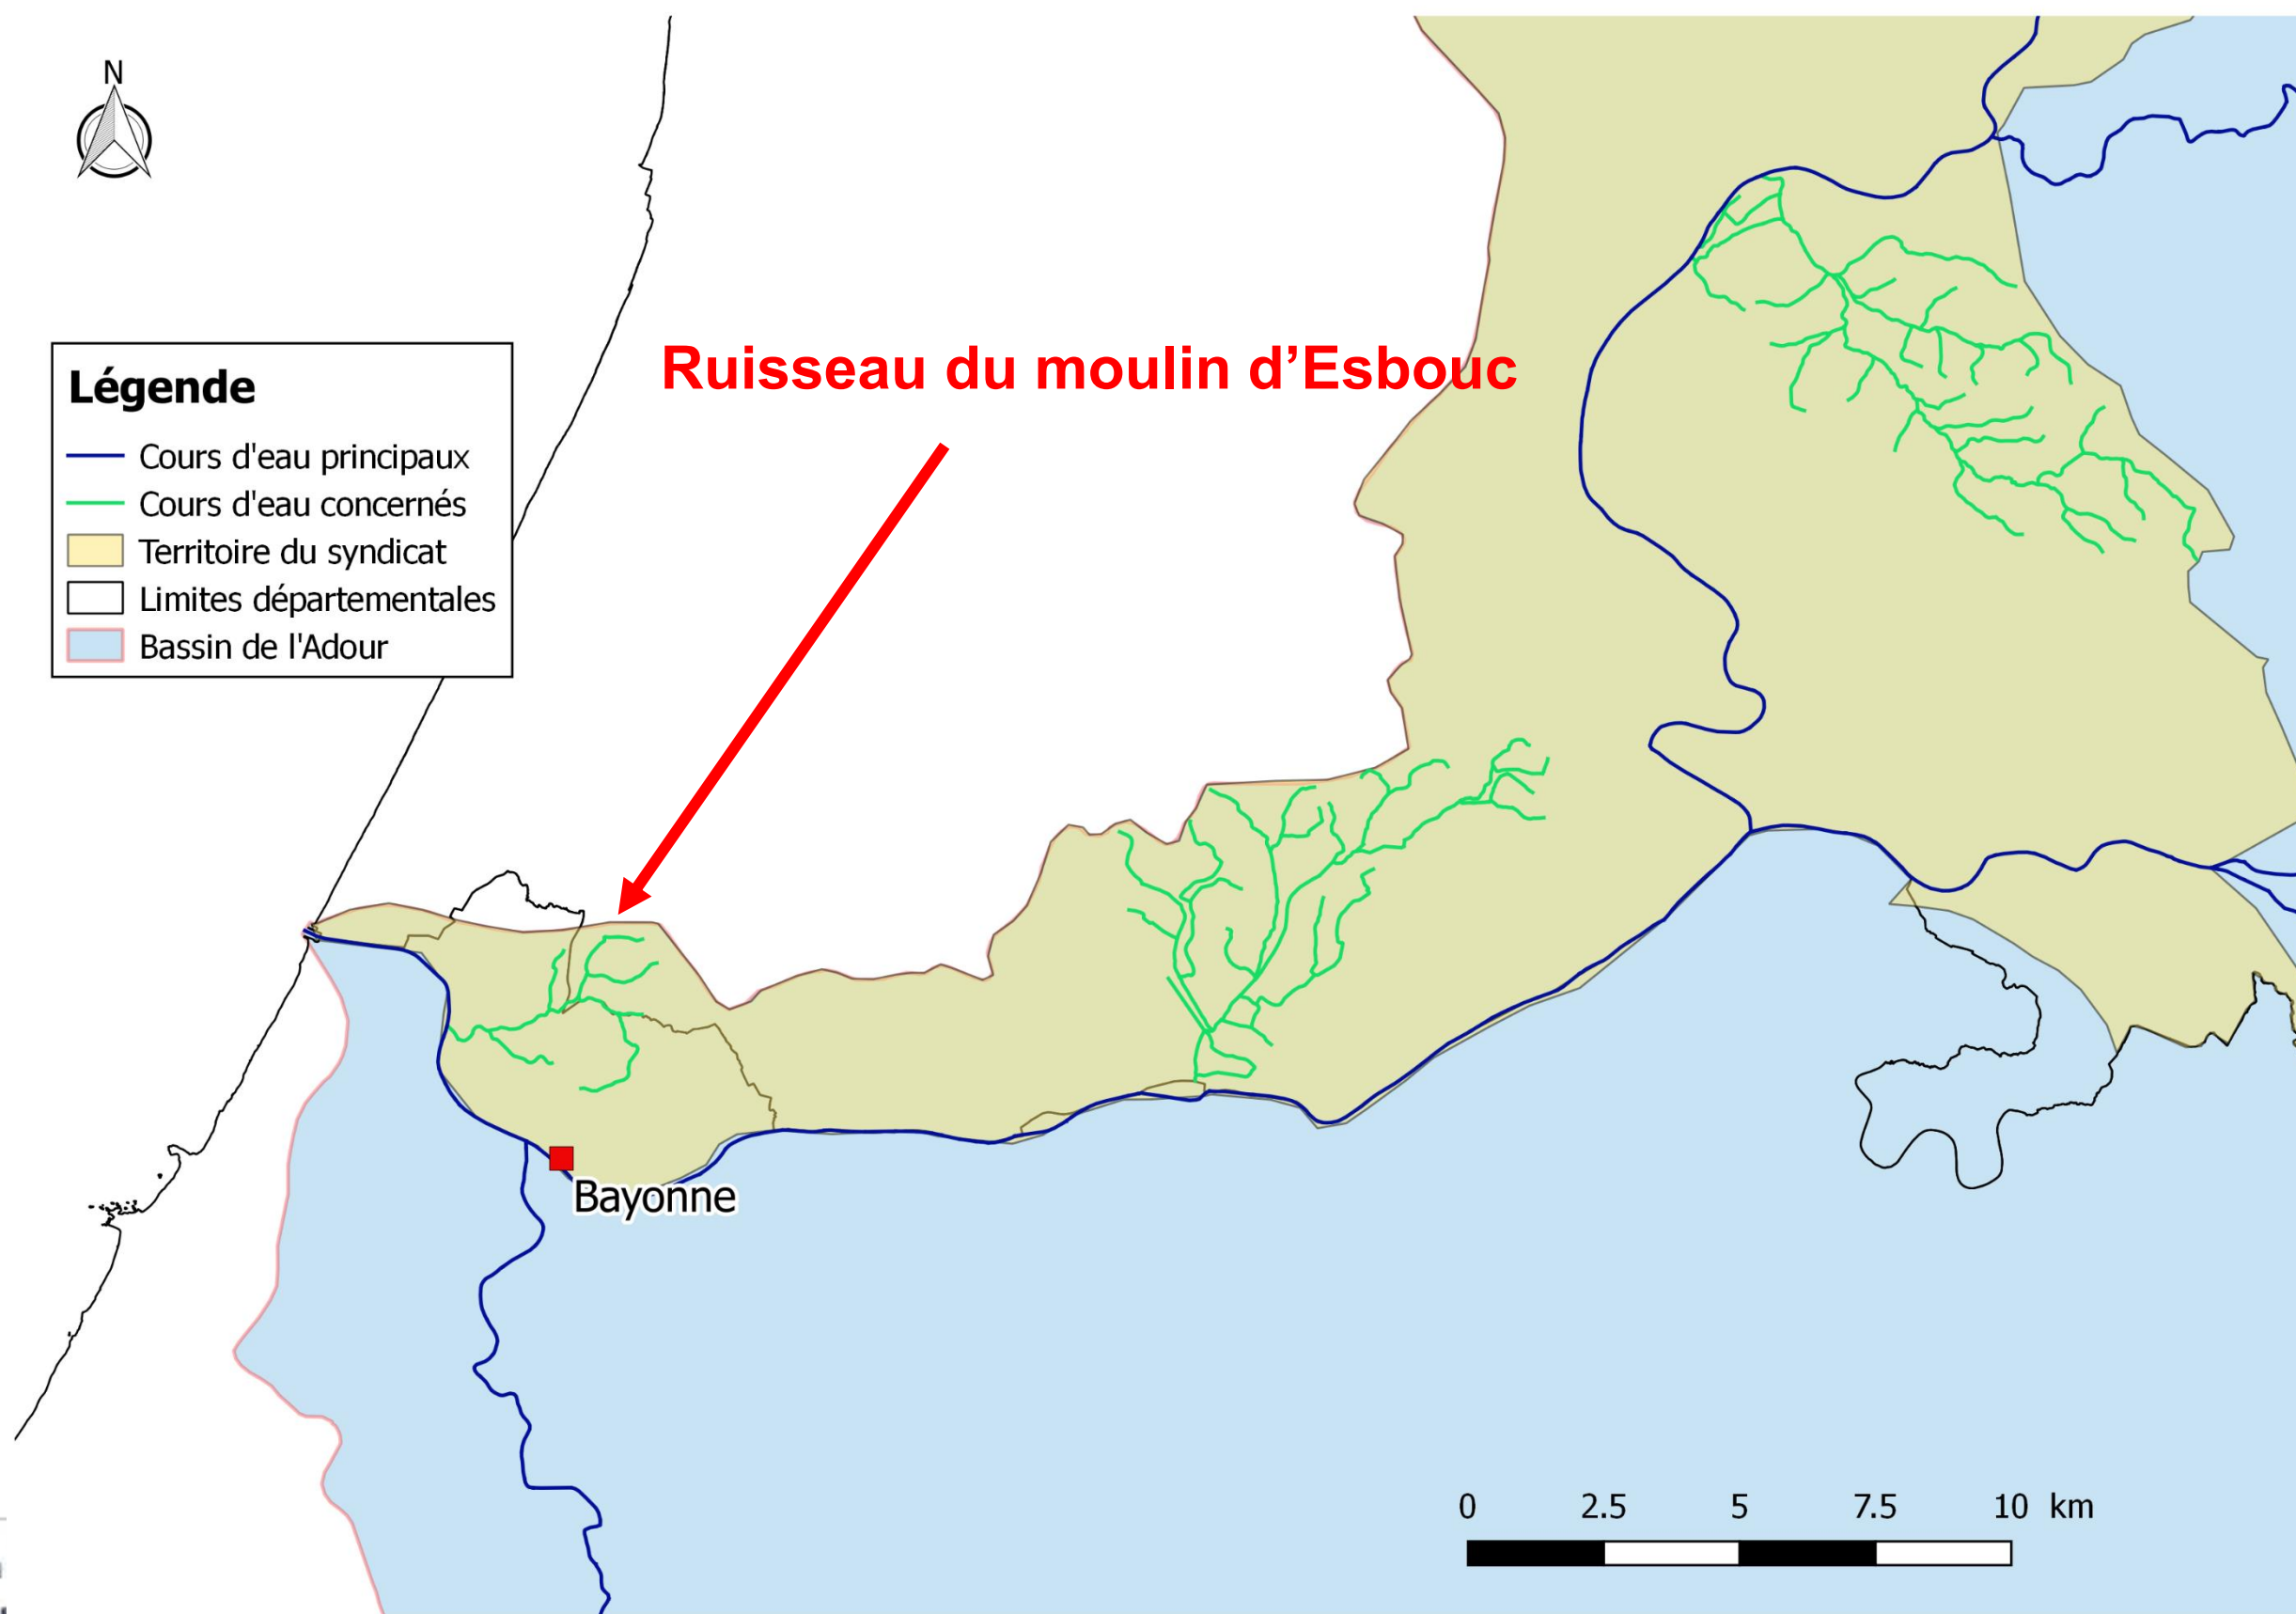 N
Ruisseau du moulin d’Esbouc
Légende
Cours d'eau principaux
Cours d'eau concernés
Territoire du syndicat
Limites départementales
Bassin de l'Adour
Bayonne
0 2.5 5 7.5 10 km